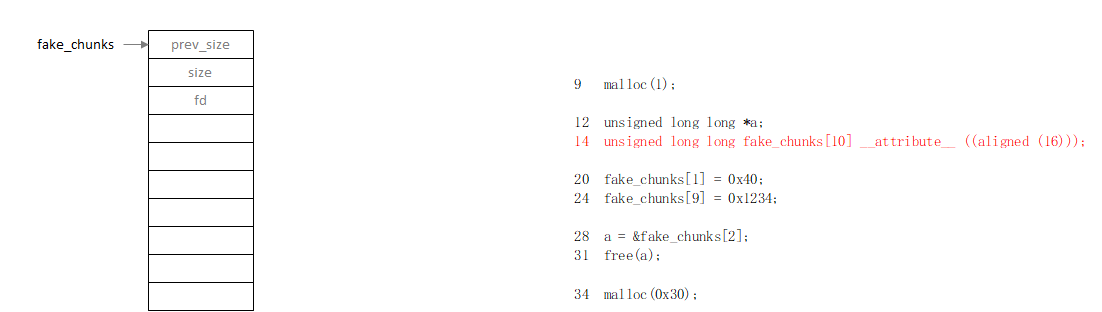 fake_chunks
prev_size
size
fd
9 malloc(1);
12 unsigned long long *a;
14 unsigned long long fake_chunks[10] __attribute__ ((aligned (16)));
20 fake_chunks[1] = 0x40;
24 fake_chunks[9] = 0x1234;
28 a = &fake_chunks[2];
31 free(a);
34 malloc(0x30);